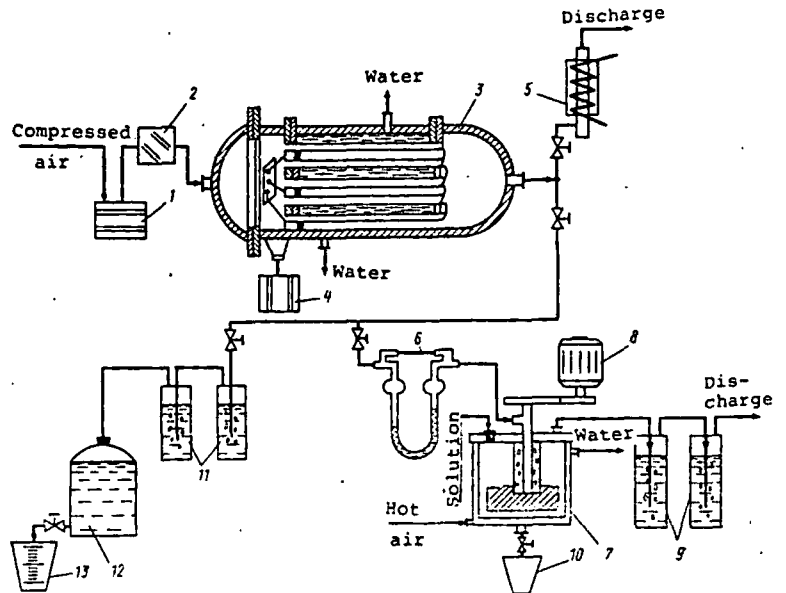 Discharge
5
Water
3
2
Compressed
air
1
Water
4
6
8
Dis-
charge
Solution
Water
11
Hot
air
12
13
10
7
9